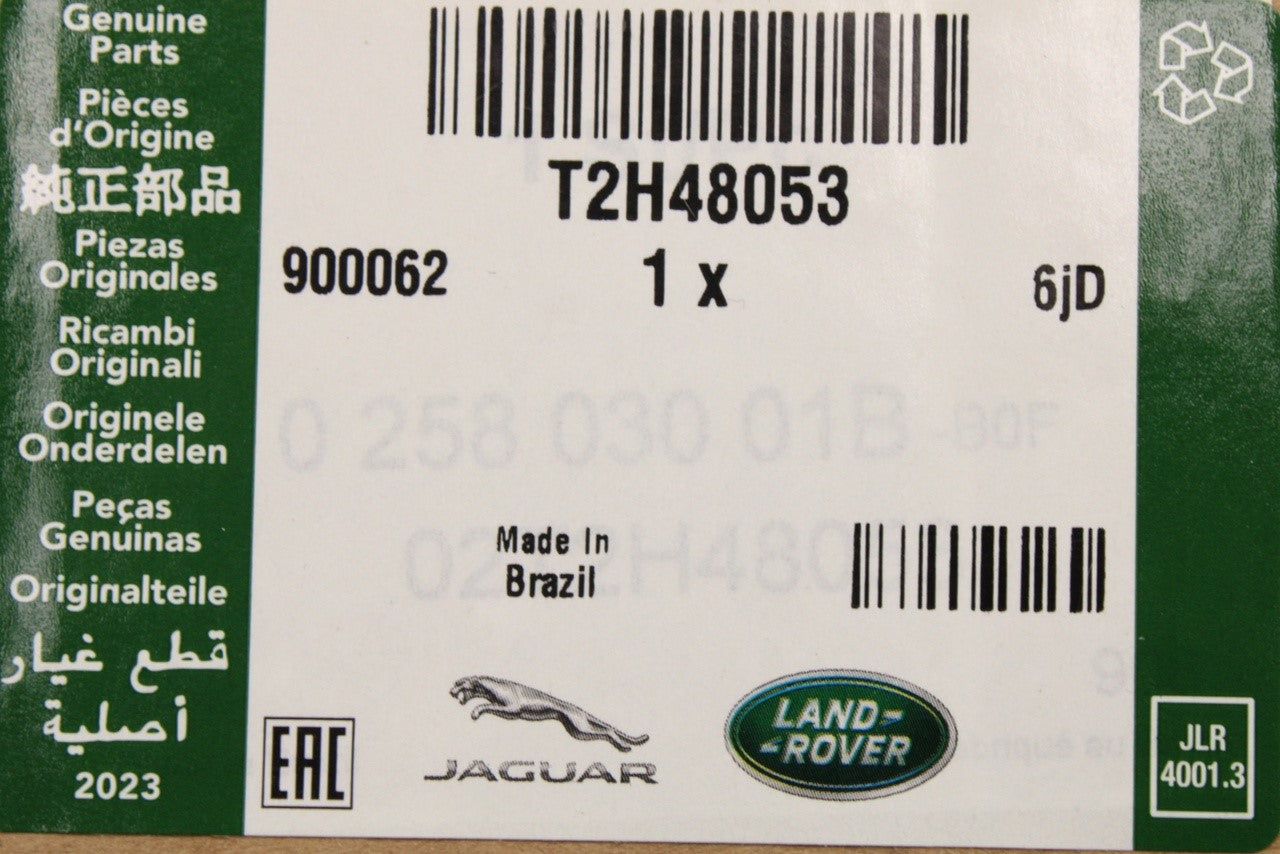 Genuine
Parts
Pièces
d'Origine
純正部品
Piezas
Originales
Ricambi
Originali
Originele
Onderdelen
Peças
Genuinas
Originalteile
قطع غيار
أصلية
2023
T2H48053
900062
1 x
6jD
0 258 030 01B -B0F
Made In
Brazil
EAC
JAGUAR
LAND-
-ROVER
JLR
4001.3